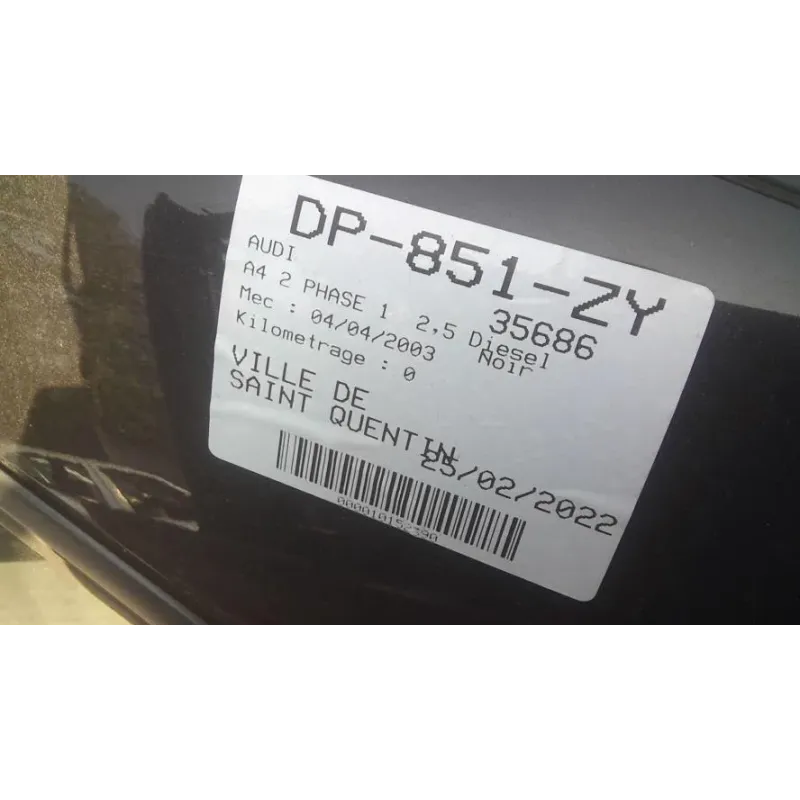 DP-851-ZY
AUDI
35686
A4 2 PHASE 1 2,5 Diesel
Mec : 04/04/2003 Noir
Kilometrage : 0
VILLE DE
SAINT QUENTIN
25/02/2022
000010152390